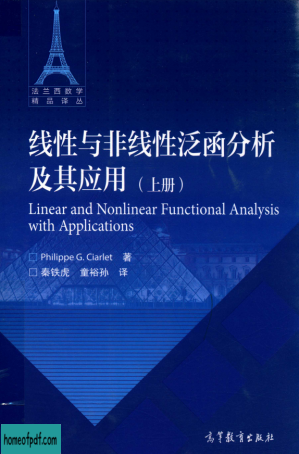 法兰西数学
精品译丛
线性与非线性泛函分析
及其应用(上册)
Linear and Nonlinear Functional Analysis
with Applications
Philippe G. Ciarlet 著
秦铁虎 童裕孙 译
高等教育出版社
homeofpdf.com